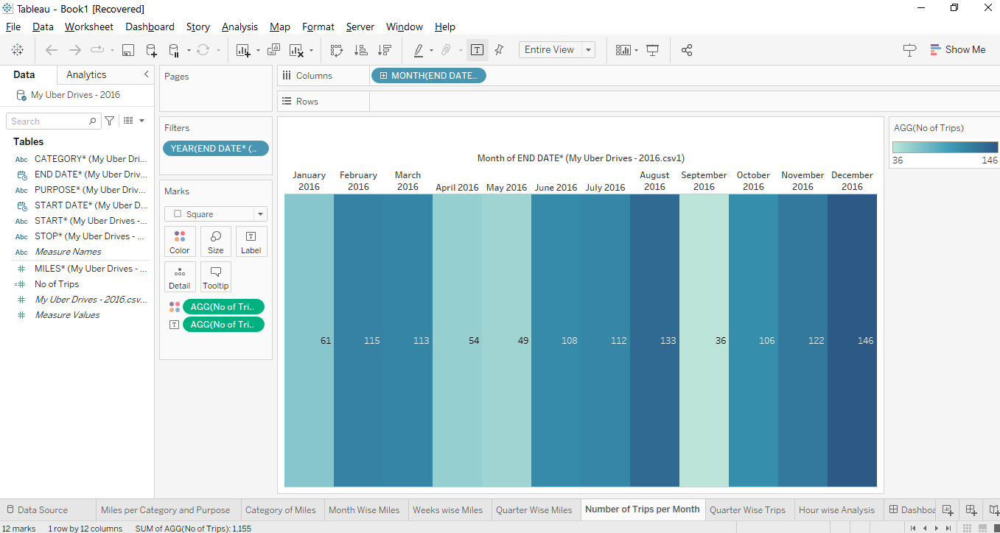 Tableau - Book1 [Recovered]
File Data Worksheet Dashboard Story Analysis Map Format Server Window Help
Entire View
Show Me
Data Analytics
My Uber Drives - 2016
Search
Tables
Abc CATEGORY* (My Uber Dri...
END DATE* (My Uber Driv...
Abc PURPOSE* (My Uber Driv...
START DATE* (My Uber D...
Abc START* (My Uber Drives -...
Abc STOP* (My Uber Drives - ...
Abc Measure Names
MILES* (My Uber Drives - ...
No of Trips
My Uber Drives - 2016.csv...
Measure Values
Pages
Filters
YEAR(END DATE* (..
Marks
Square
Color Size Label
Detail Tooltip
AGG(No of Tri..
AGG(No of Tri..
Columns MONTH(END DATE..
Rows
Month of END DATE* (My Uber Drives - 2016.csv1)
January 2016
February 2016
March 2016
April 2016
May 2016
June 2016
July 2016
August 2016
September 2016
October 2016
November 2016
December 2016
61 115 113 54 49 108 112 133 36 106 122 146
AGG(No of Trips)
36 146
Data Source Miles per Category and Purpose Category of Miles Month Wise Miles Weeks wise Miles Quarter Wise Miles Number of Trips per Month Quarter Wise Trips Hour wise Analysis Dashboa
12 marks 1 row by 12 columns SUM of AGG(No of Trips): 1,155